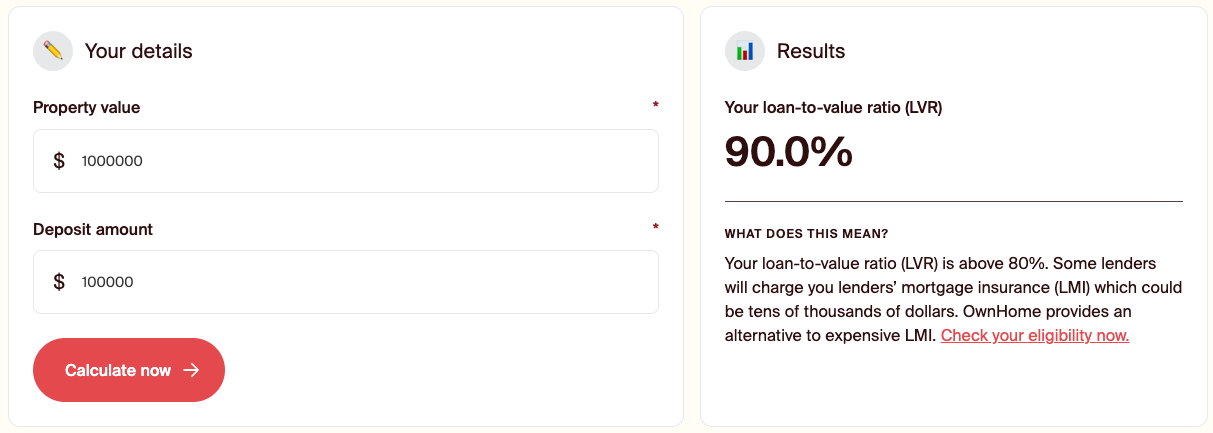 Your details
Property value *
$ 1000000
Deposit amount *
$ 100000
Calculate now →
Results
Your loan-to-value ratio (LVR)
90.0%
WHAT DOES THIS MEAN?
Your loan-to-value ratio (LVR) is above 80%. Some lenders
will charge you lenders’ mortgage insurance (LMI) which could
be tens of thousands of dollars. OwnHome provides an
alternative to expensive LMI. Check your eligibility now.